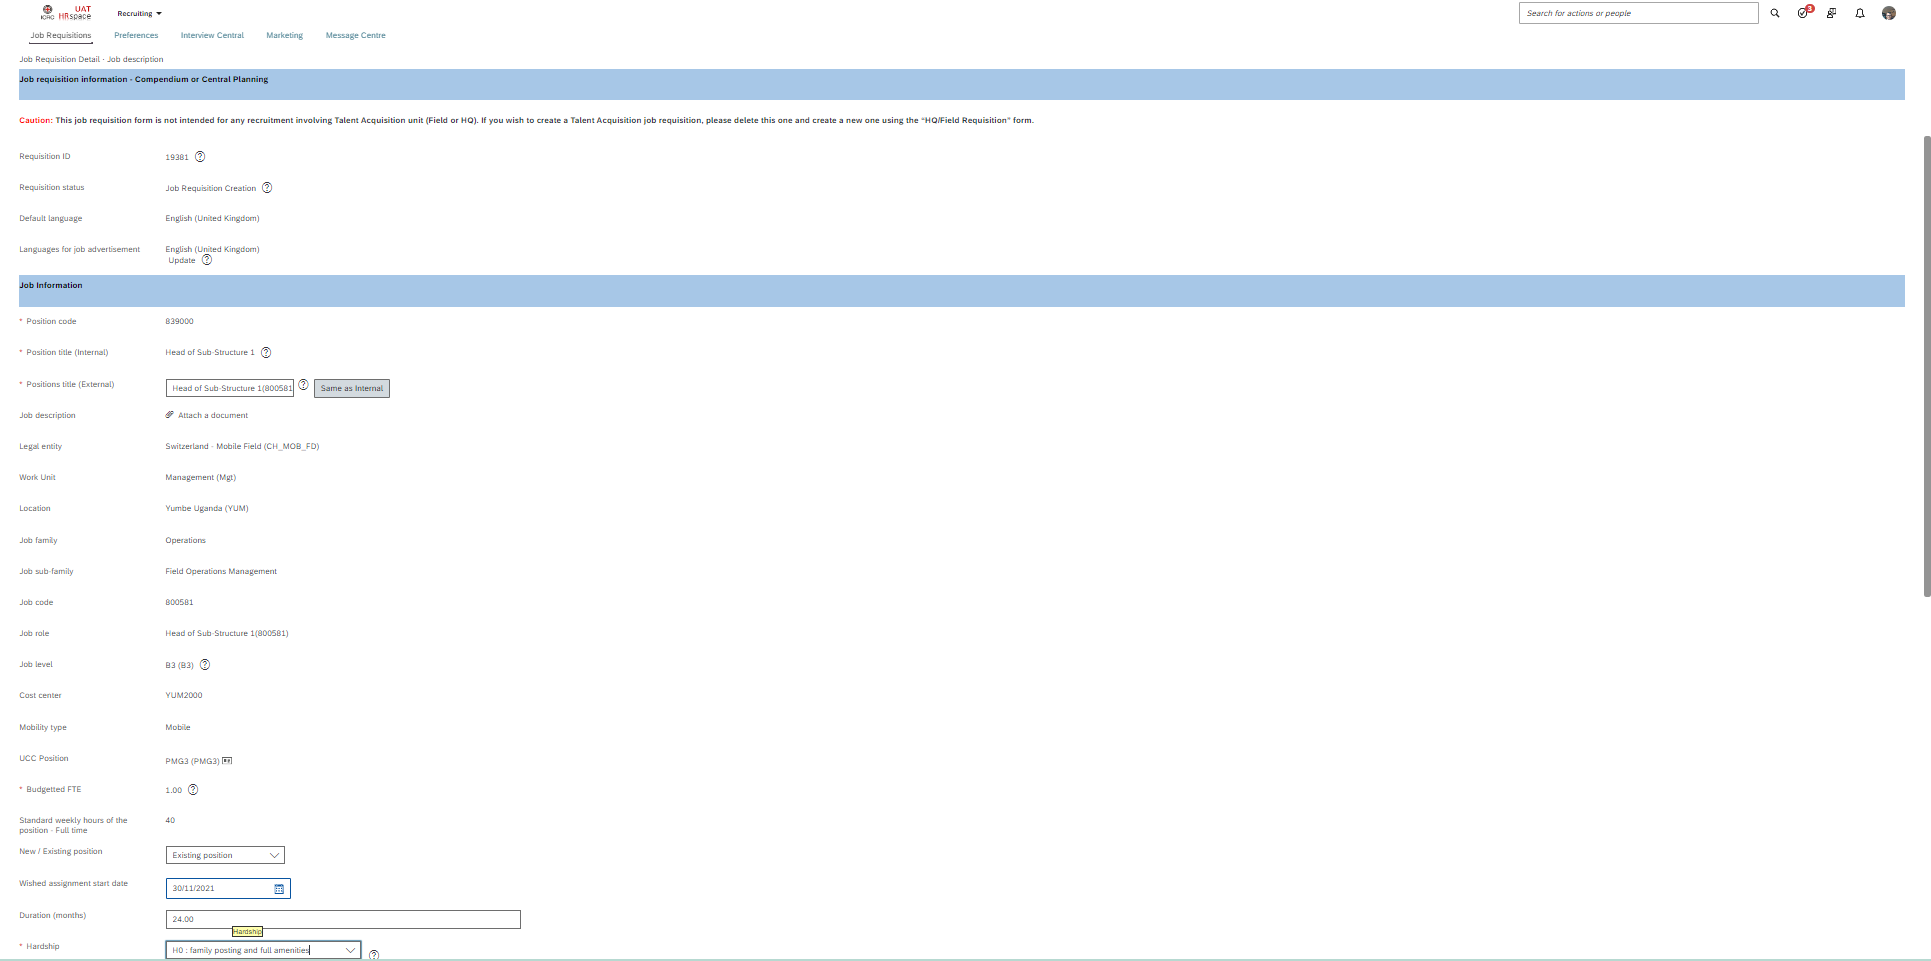 UAT
ICRC HRspace
Recruiting
Search for actions or people
3
Job Requisitions
Preferences
Interview Central
Marketing
Message Centre
Job Requisition Detail - Job description
Job requisition information - Compendium or Central Planning
Caution: This job requisition form is not intended for any recruitment involving Talent Acquisition unit (Field or HQ). If you wish to create a Talent Acquisition job requisition, please delete this one and create a new one using the "HQ/Field Requisition" form.
Requisition ID 19381
Requisition status Job Requisition Creation
Default language English (United Kingdom)
Languages for job advertisement English (United Kingdom)
Update
Job Information
* Position code 839000
* Position title (Internal) Head of Sub-Structure 1
* Positions title (External) Head of Sub-Structure 1(800581 Same as Internal
Job description Attach a document
Legal entity Switzerland - Mobile Field (CH_MOB_FD)
Work Unit Management (Mgt)
Location Yumbe Uganda (YUM)
Job family Operations
Job sub-family Field Operations Management
Job code 800581
Job role Head of Sub-Structure 1(800581)
Job level B3 (B3)
Cost center YUM2000
Mobility type Mobile
UCC Position PMG3 (PMG3)
* Budgetted FTE 1.00
Standard weekly hours of the position - Full time 40
New / Existing position Existing position
Wished assignment start date 30/11/2021
Duration (months) 24.00
Hardship
* Hardship H0 : family posting and full amenities